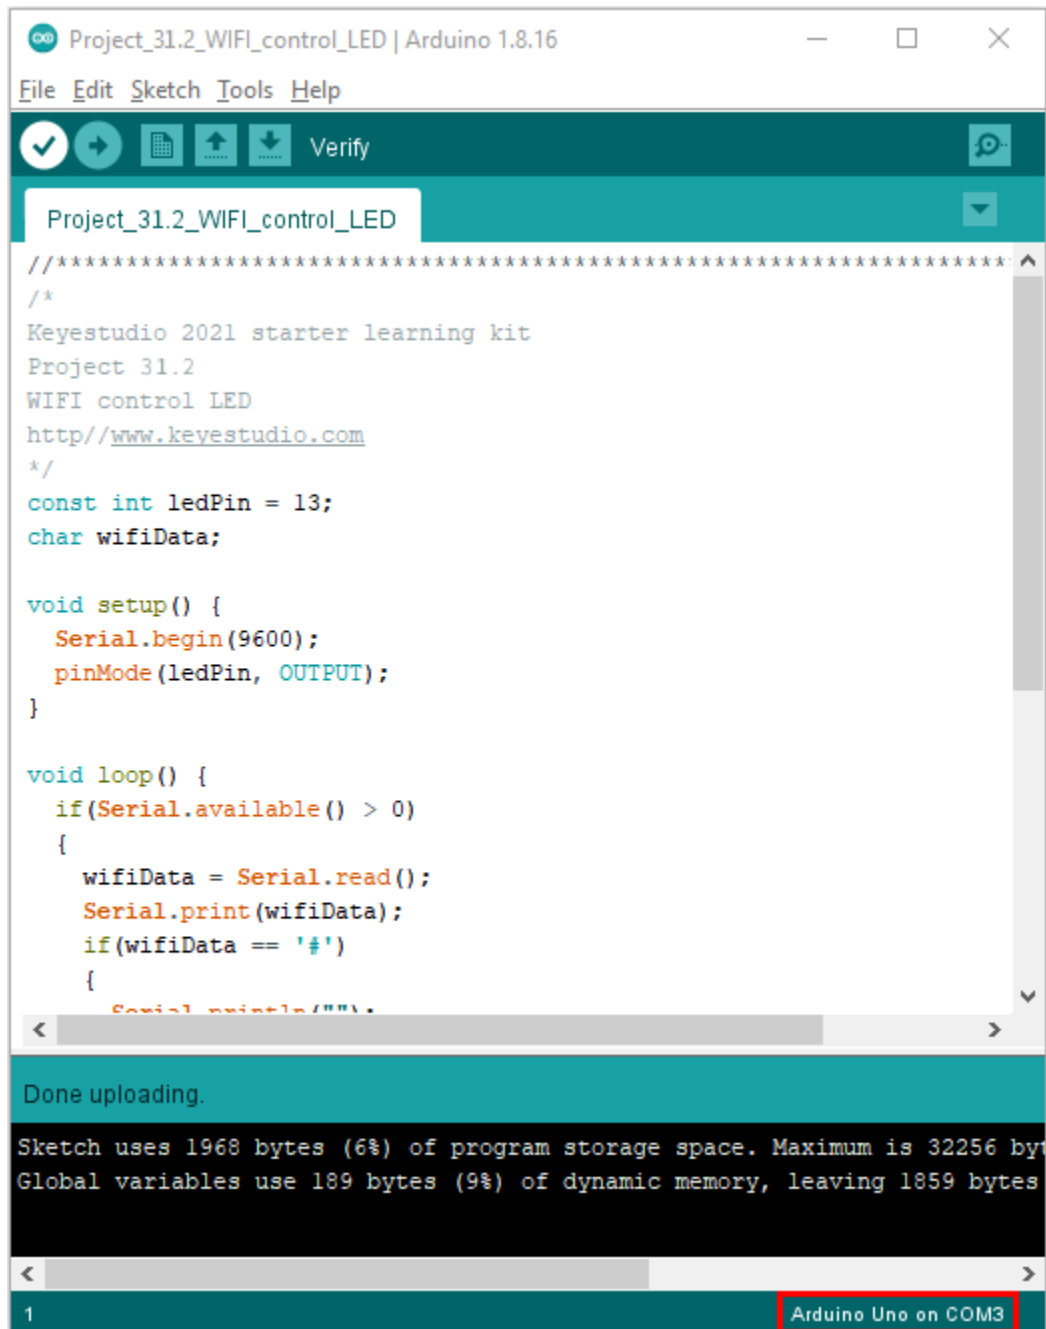 Project_31.2_WIFI_control_LED | Arduino 1.8.16
File Edit Sketch Tools Help
Verify
Project_31.2_WIFI_control_LED
//********************************************************************
/*
Keyestudio 2021 starter learning kit
Project 31.2
WIFI control LED
http//www.keyestudio.com
*/
const int ledPin = 13;
char wifiData;
void setup() {
Serial.begin(9600);
pinMode(ledPin, OUTPUT);
}
void loop() {
if(Serial.available() > 0)
{
wifiData = Serial.read();
Serial.print(wifiData);
if(wifiData == '#')
{
Serial.println("");
Done uploading.
Sketch uses 1968 bytes (6%) of program storage space. Maximum is 32256 byt
Global variables use 189 bytes (9%) of dynamic memory, leaving 1859 bytes
1
Arduino Uno on COM3